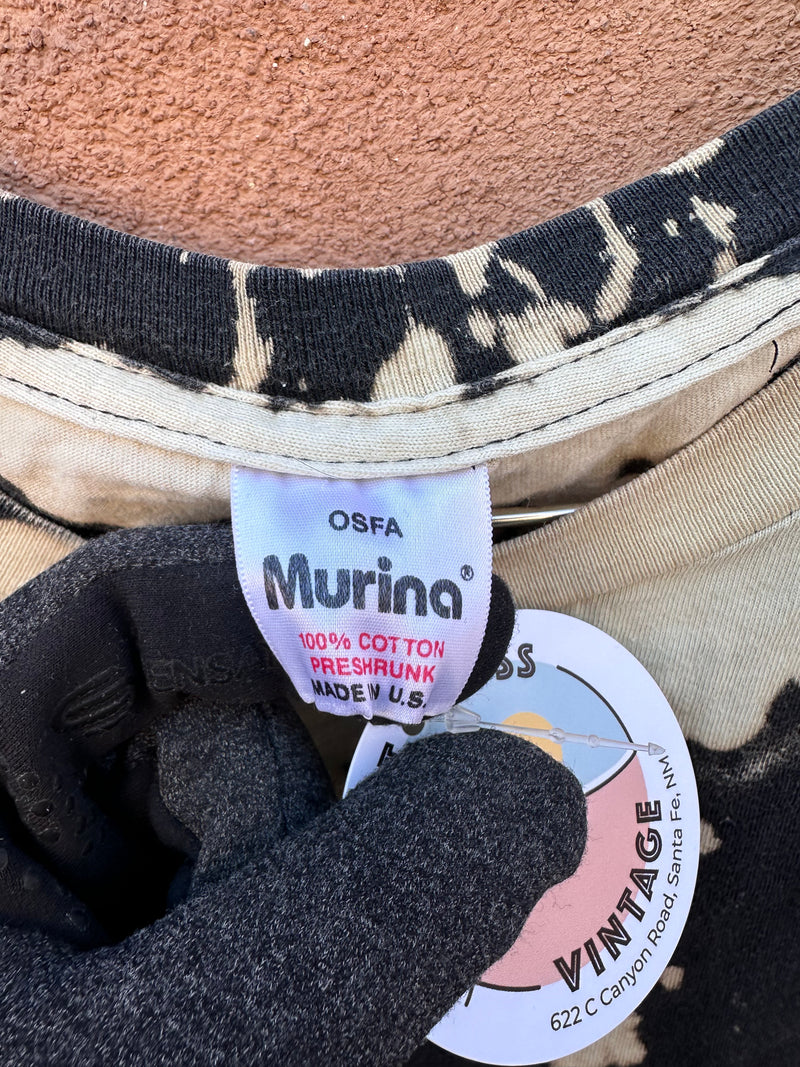 OSFA
Murina®
100% COTTON
PRESHRUNK
MADE IN U.S.
VINTAGE
622 C Canyon Road, Santa Fe, NM